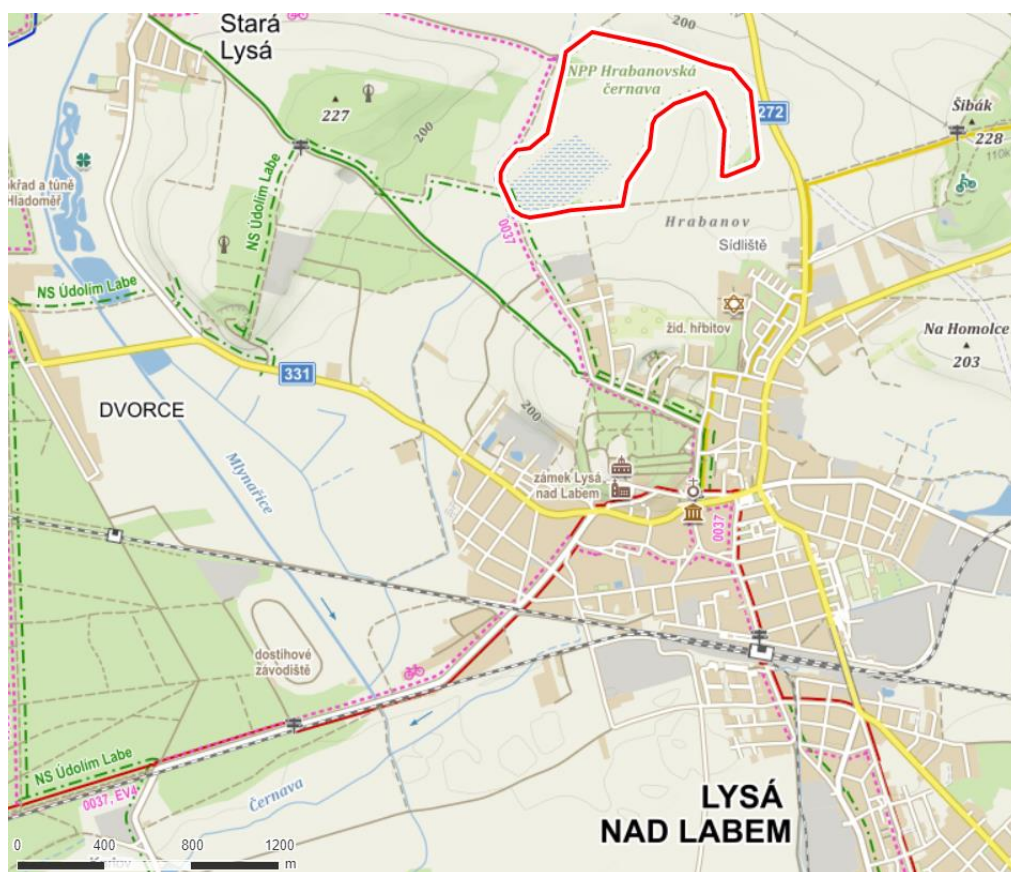 Stará
Lysá
200
NPP Hrabanovská
černava
272
Šibák
228
227
200
NS Údolím Labe
Hladoměř
0037
Hrabanov
Sídliště
NS Údolím Labe
žid. hřbitov
Na Homolce
203
331
DVORCE
200
Mlynařice
zámek Lysá
nad Labem
0037
dostihové
závodiště
NS Údolím Labe
0037, EV4
Černava
LYSÁ
NAD LABEM
0 400 800 1200
m